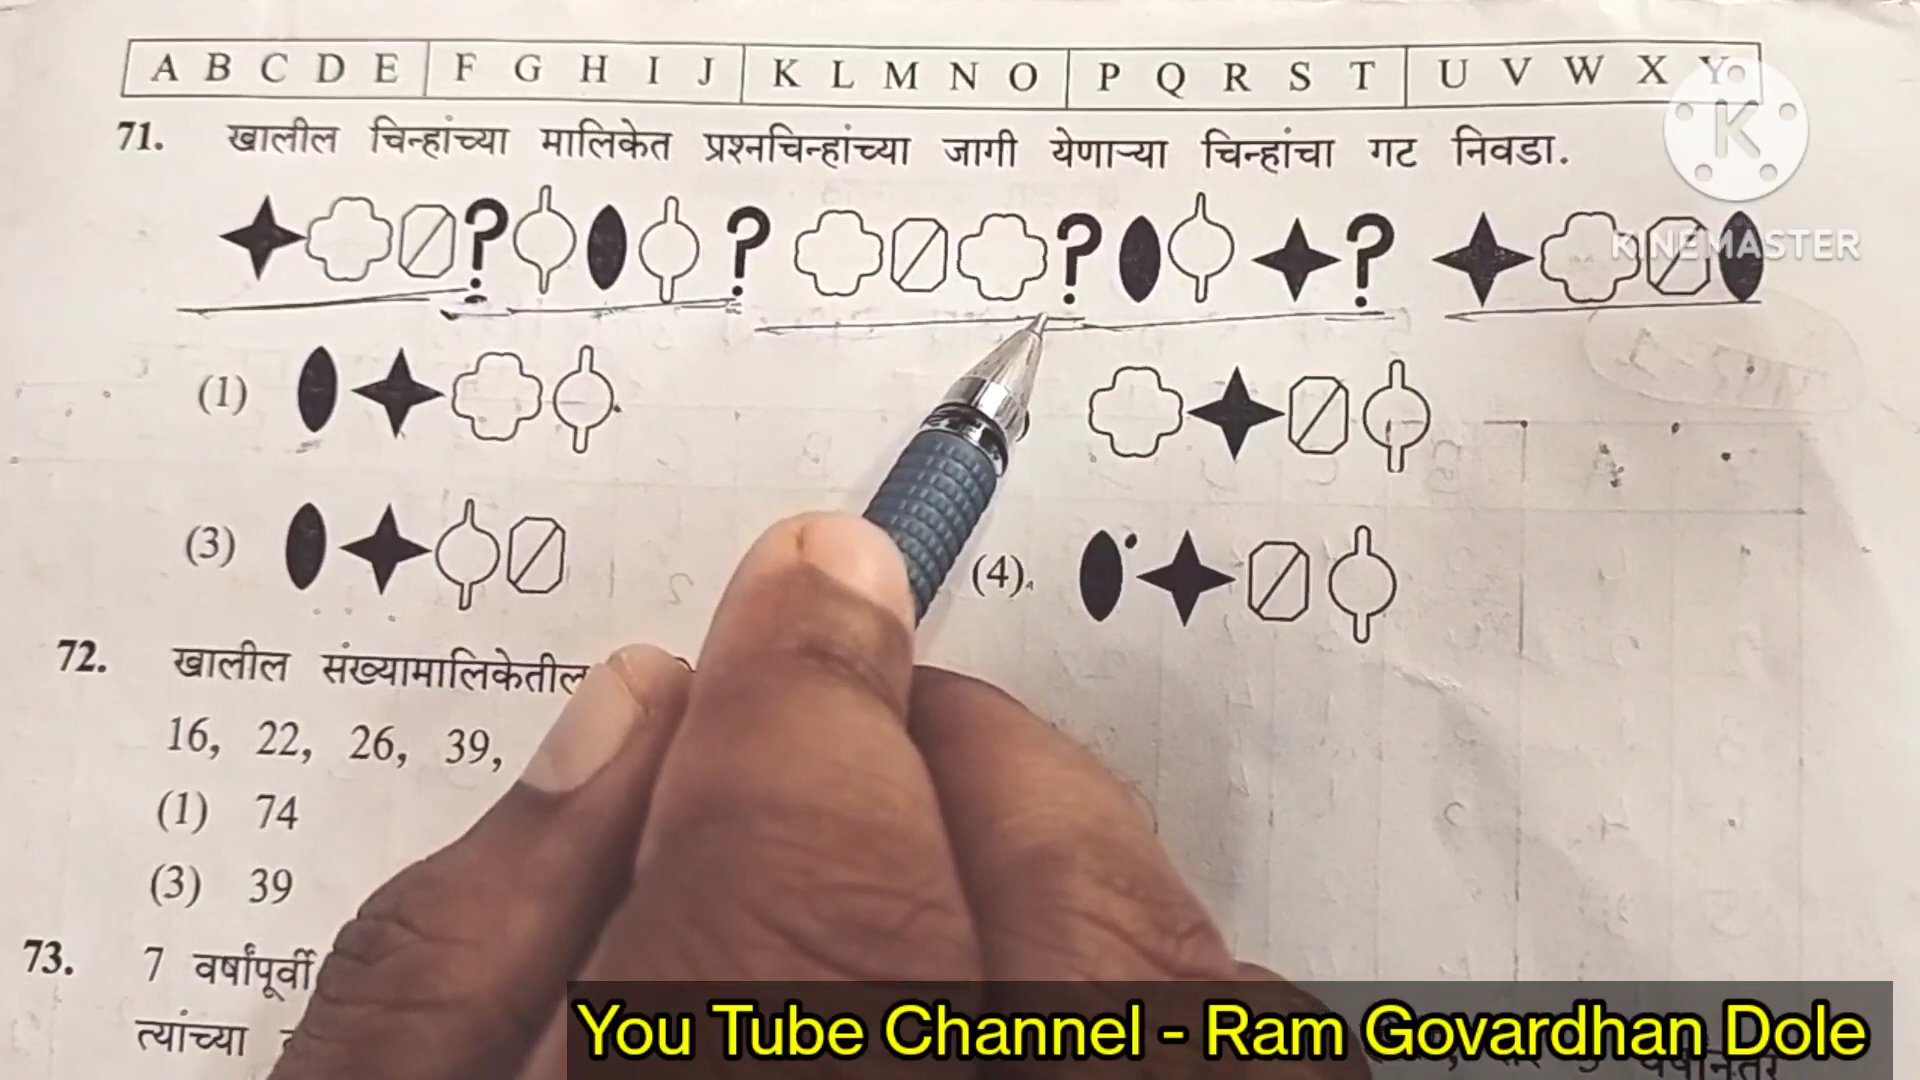 A B C D E F G H I J K L M N O P Q R S T U V W X Y
71. खालील चिन्हांच्या मालिकेत प्रश्नचिन्हांच्या जागी येणाऱ्या चिन्हांचा गट निवडा.
? ? ? ?
K
KINEMASTER
(1)
(3) (4)
72. खालील संख्यामालिकेतील
16, 22, 26, 39,
(1) 74
(3) 39
73. 7 वर्षांपूर्वी
त्यांच्या
You Tube Channel - Ram Govardhan Dole